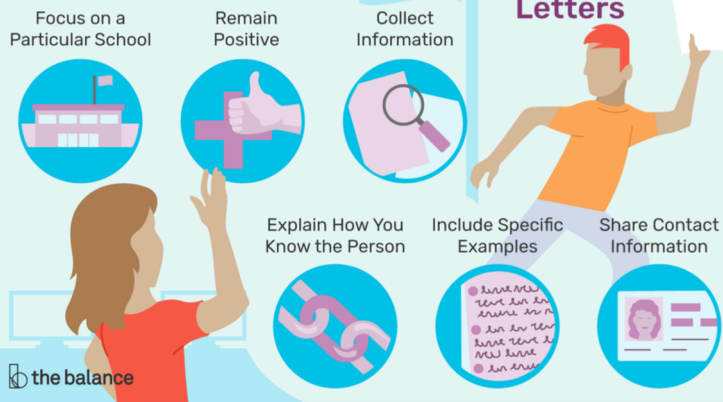 Letters
Focus on a
Particular School
Remain
Positive
Collect
Information
Explain How You
Know the Person
Include Specific
Examples
Share Contact
Information
the balance